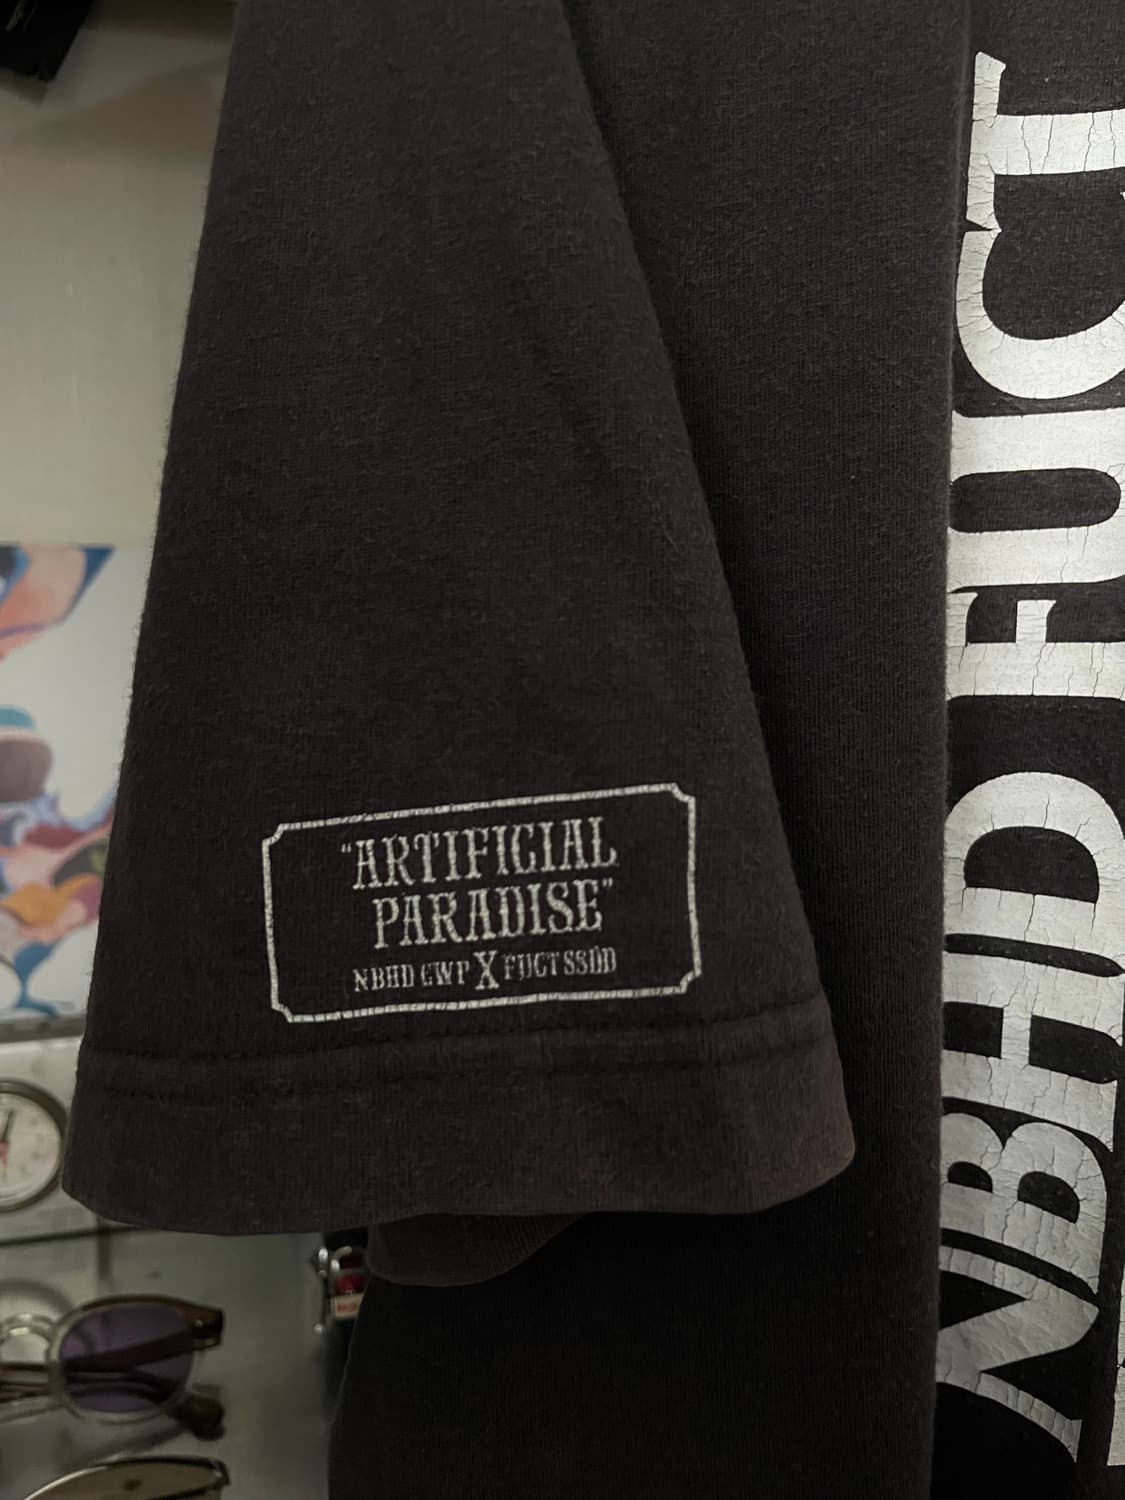 "ARTIFICIAL
PARADISE"
NBHD CWP X FUCT SSDD
NBHD FUCT